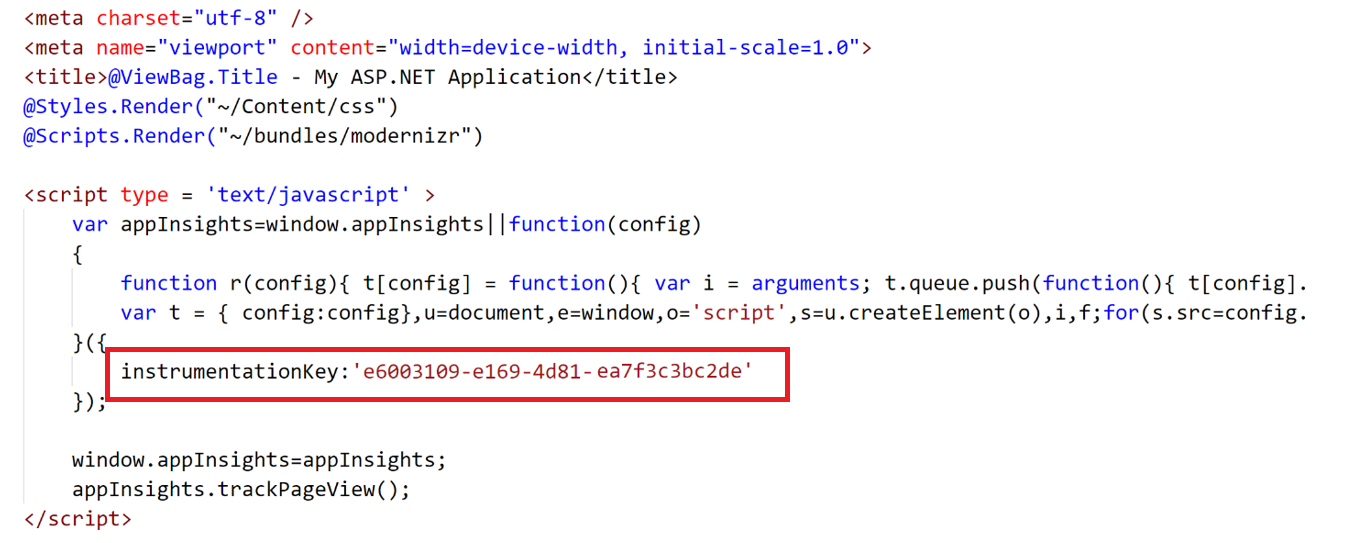 <meta charset="utf-8" />
<meta name="viewport" content="width=device-width, initial-scale=1.0">
<title>@ViewBag.Title - My ASP.NET Application</title>
@Styles.Render("~/Content/css")
@Scripts.Render("~/bundles/modernizr")
<script type = 'text/javascript' >
var appInsights=window.appInsights||function(config)
{
function r(config){ t[config] = function(){ var i = arguments; t.queue.push(function(){ t[config].
var t = { config:config},u=document,e=window,o='script',s=u.createElement(o),i,f;for(s.src=config.
}({
instrumentationKey:'e6003109-e169-4d81-ea7f3c3bc2de'
});
window.appInsights=appInsights;
appInsights.trackPageView();
</script>